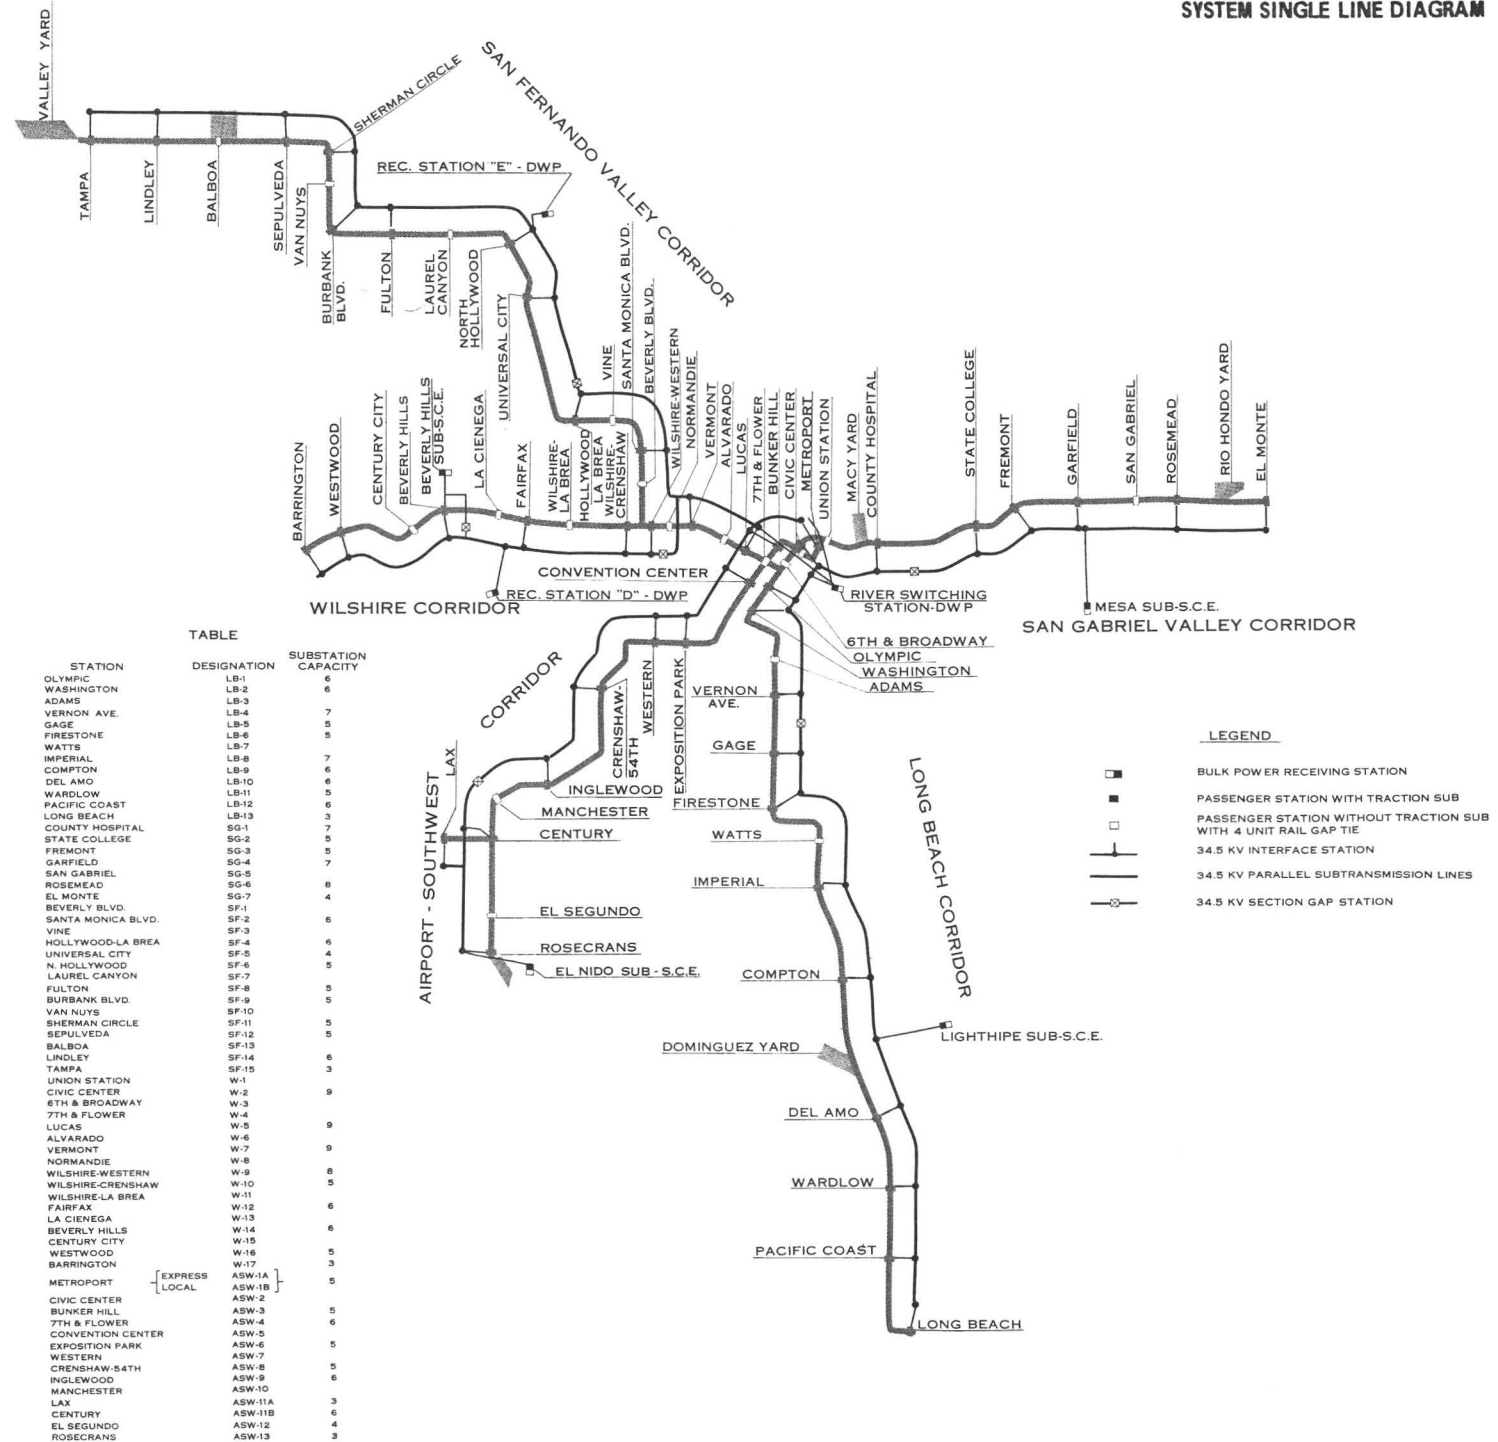 SYSTEM SINGLE LINE DIAGRAM
VALLEY YARD
SHERMAN CIRCLE
SAN FERNANDO VALLEY CORRIDOR
REC. STATION "E" - DWP
TAMPA
LINDLEY
BALBOA
SEPULVEDA
VAN NUYS
BURBANK
BLVD.
FULTON
LAUREL
CANYON
NORTH
HOLLYWOOD
UNIVERSAL CITY
VINE
SANTA MONICA BLVD.
BEVERLY BLVD.
WILSHIRE-WESTERN
NORMANDIE
VERMONT
ALVARADO
LUCAS
7TH & FLOWER
BUNKER HILL
CIVIC CENTER
METROPORT
UNION STATION
MACY YARD
COUNTY HOSPITAL
STATE COLLEGE
FREMONT
GARFIELD
SAN GABRIEL
ROSEMEAD
RIO HONDO YARD
EL MONTE
BARRINGTON
WESTWOOD
CENTURY CITY
BEVERLY HILLS
BEVERLY HILLS
SUB-S.C.E.
LA CIENEGA
FAIRFAX
WILSHIRE-
LA BREA
HOLLYWOOD
LA BREA
WILSHIRE-
CRENSHAW
CONVENTION CENTER
REC. STATION "D" - DWP
WILSHIRE CORRIDOR
RIVER SWITCHING
STATION-DWP
MESA SUB-S.C.E.
SAN GABRIEL VALLEY CORRIDOR
6TH & BROADWAY
OLYMPIC
WASHINGTON
ADAMS
VERNON
AVE.
GAGE
FIRESTONE
WATTS
IMPERIAL
COMPTON
LONG BEACH CORRIDOR
LIGHTHIPE SUB-S.C.E.
DOMINGUEZ YARD
DEL AMO
WARDLOW
PACIFIC COAST
LONG BEACH
EXPOSITION PARK
WESTERN
CRENSHAW-
54TH
INGLEWOOD
MANCHESTER
CENTURY
LAX
EL SEGUNDO
ROSECRANS
EL NIDO SUB - S.C.E.
AIRPORT - SOUTHWEST CORRIDOR
LEGEND
BULK POWER RECEIVING STATION
PASSENGER STATION WITH TRACTION SUB
PASSENGER STATION WITHOUT TRACTION SUB
WITH 4 UNIT RAIL GAP TIE
34.5 KV INTERFACE STATION
34.5 KV PARALLEL SUBTRANSMISSION LINES
34.5 KV SECTION GAP STATION
TABLE
STATION DESIGNATION SUBSTATION CAPACITY
OLYMPIC LB-1 6
WASHINGTON LB-2 6
ADAMS LB-3
VERNON AVE. LB-4 7
GAGE LB-5 5
FIRESTONE LB-6 5
WATTS LB-7
IMPERIAL LB-8 7
COMPTON LB-9 6
DEL AMO LB-10 6
WARDLOW LB-11 5
PACIFIC COAST LB-12 6
LONG BEACH LB-13 3
COUNTY HOSPITAL SG-1 7
STATE COLLEGE SG-2 5
FREMONT SG-3 5
GARFIELD SG-4 7
SAN GABRIEL SG-5
ROSEMEAD SG-6 8
EL MONTE SG-7 4
BEVERLY BLVD. SF-1
SANTA MONICA BLVD. SF-2 6
VINE SF-3
HOLLYWOOD-LA BREA SF-4 6
UNIVERSAL CITY SF-5 4
N. HOLLYWOOD SF-6 5
LAUREL CANYON SF-7
FULTON SF-8 5
BURBANK BLVD. SF-9 5
VAN NUYS SF-10
SHERMAN CIRCLE SF-11 5
SEPULVEDA SF-12 5
BALBOA SF-13
LINDLEY SF-14 6
TAMPA SF-15 3
UNION STATION W-1
CIVIC CENTER W-2 9
6TH & BROADWAY W-3
7TH & FLOWER W-4
LUCAS W-5 9
ALVARADO W-6
VERMONT W-7 9
NORMANDIE W-8
WILSHIRE-WESTERN W-9 8
WILSHIRE-CRENSHAW W-10 5
WILSHIRE-LA BREA W-11
FAIRFAX W-12 6
LA CIENEGA W-13
BEVERLY HILLS W-14 6
CENTURY CITY W-15
WESTWOOD W-16 5
BARRINGTON W-17 3
METROPORT EXPRESS ASW-1A 5
LOCAL ASW-1B
CIVIC CENTER ASW-2
BUNKER HILL ASW-3 5
7TH & FLOWER ASW-4 6
CONVENTION CENTER ASW-5
EXPOSITION PARK ASW-6 5
WESTERN ASW-7
CRENSHAW-54TH ASW-8 5
INGLEWOOD ASW-9 6
MANCHESTER ASW-10
LAX ASW-11A 3
CENTURY ASW-11B 6
EL SEGUNDO ASW-12 4
ROSECRANS ASW-13 3